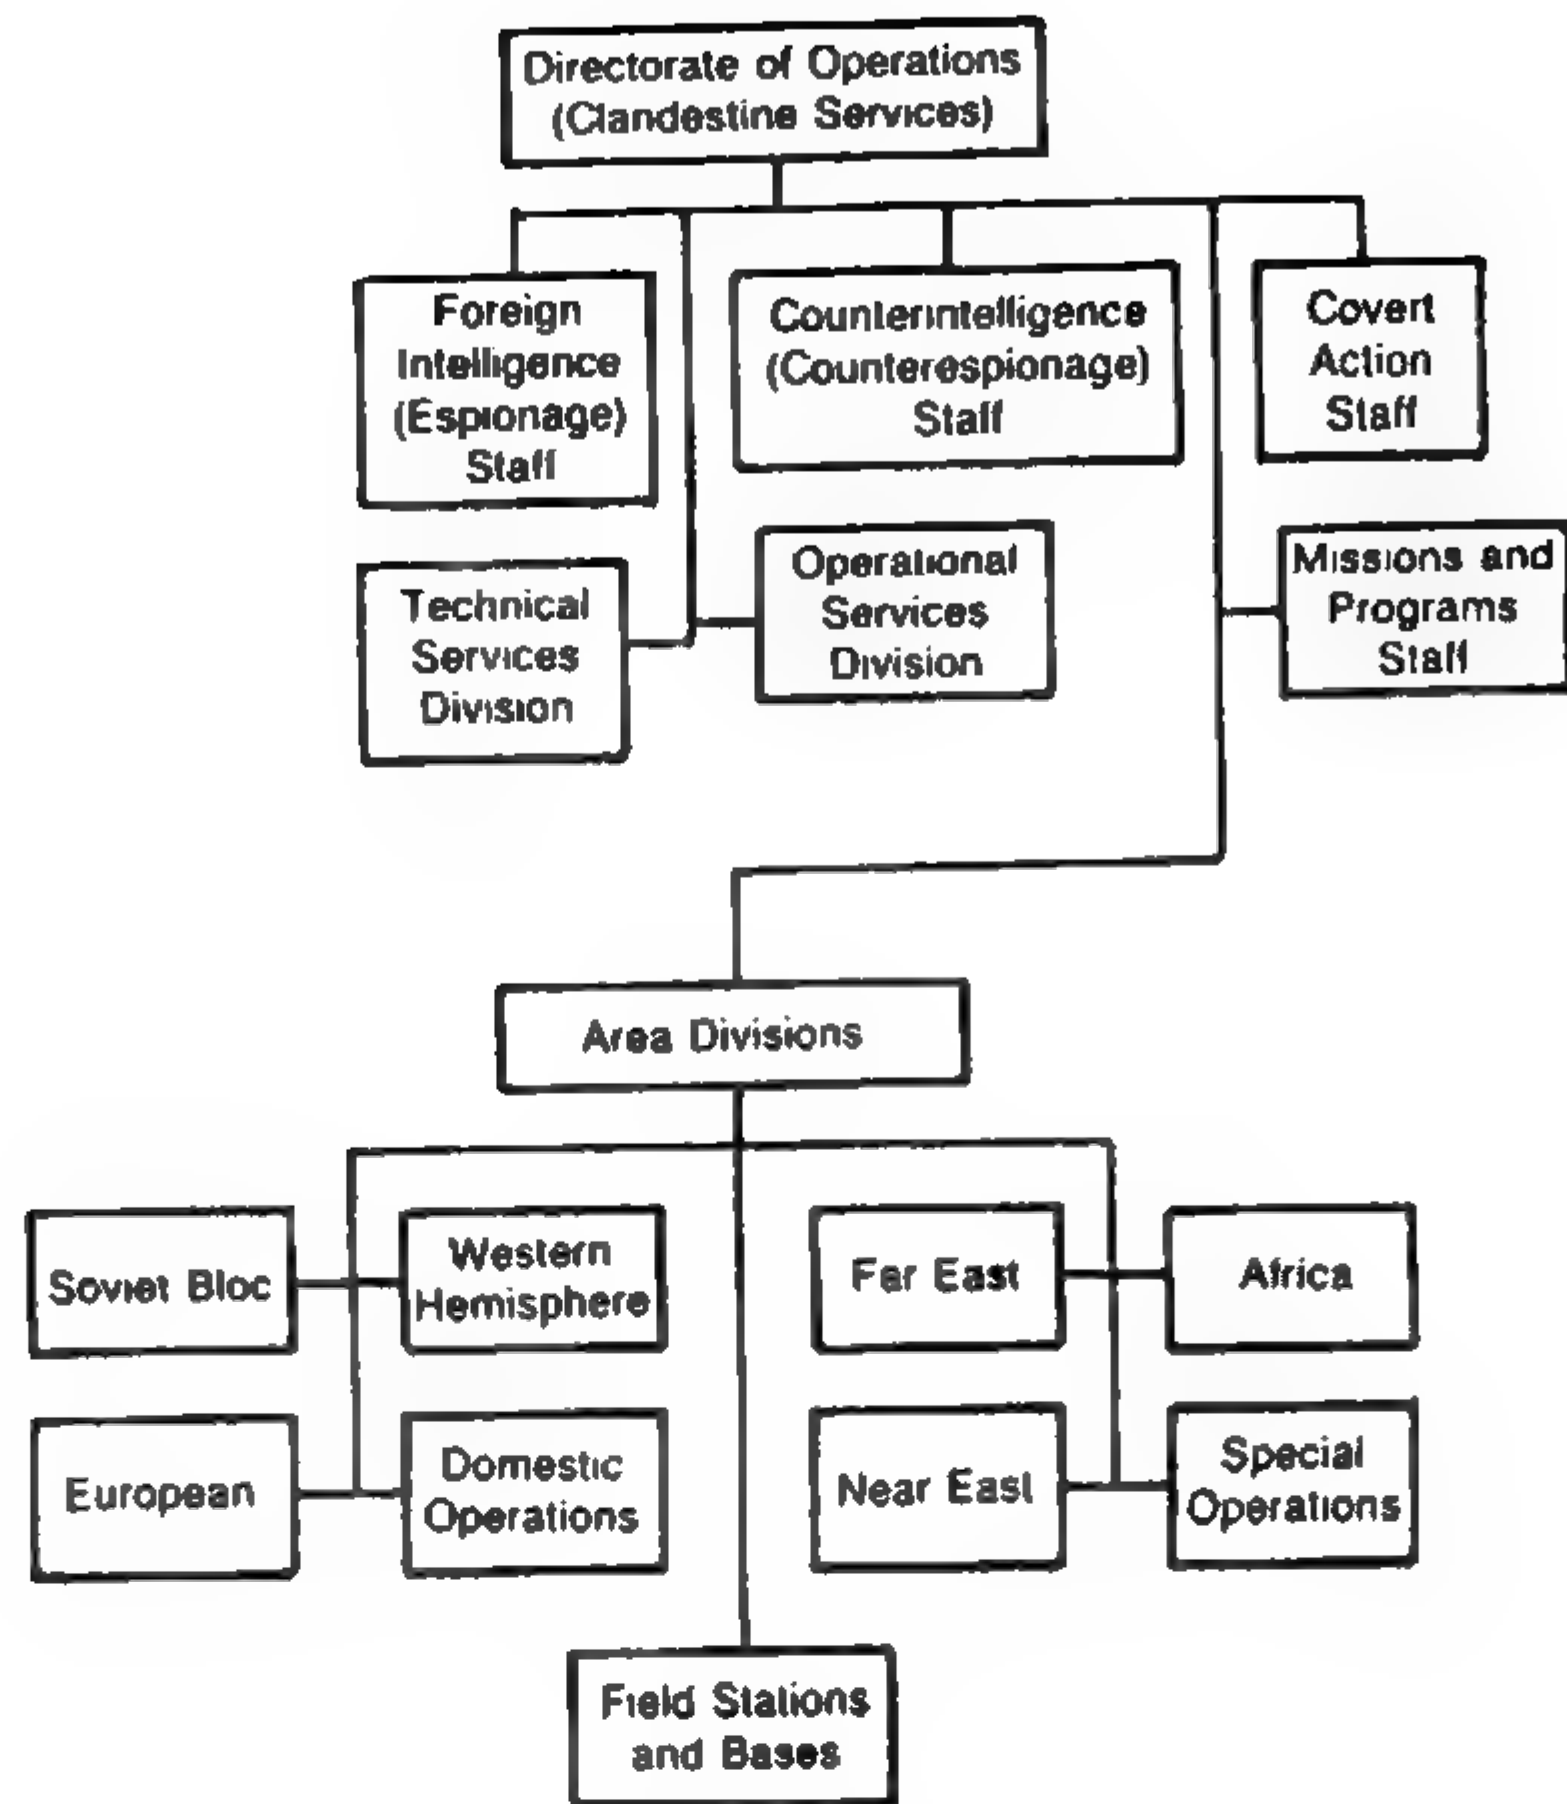 Directorate of Operations
(Clandestine Services)
Foreign
Intelligence
(Espionage)
Staff
Counterintelligence
(Counterespionage)
Staff
Covert
Action
Staff
Technical
Services
Division
Operational
Services
Division
Missions and
Programs
Staff
Area Divisions
Soviet Bloc
Western
Hemisphere
Far East
Africa
European
Domestic
Operations
Near East
Special
Operations
Field Stations
and Bases